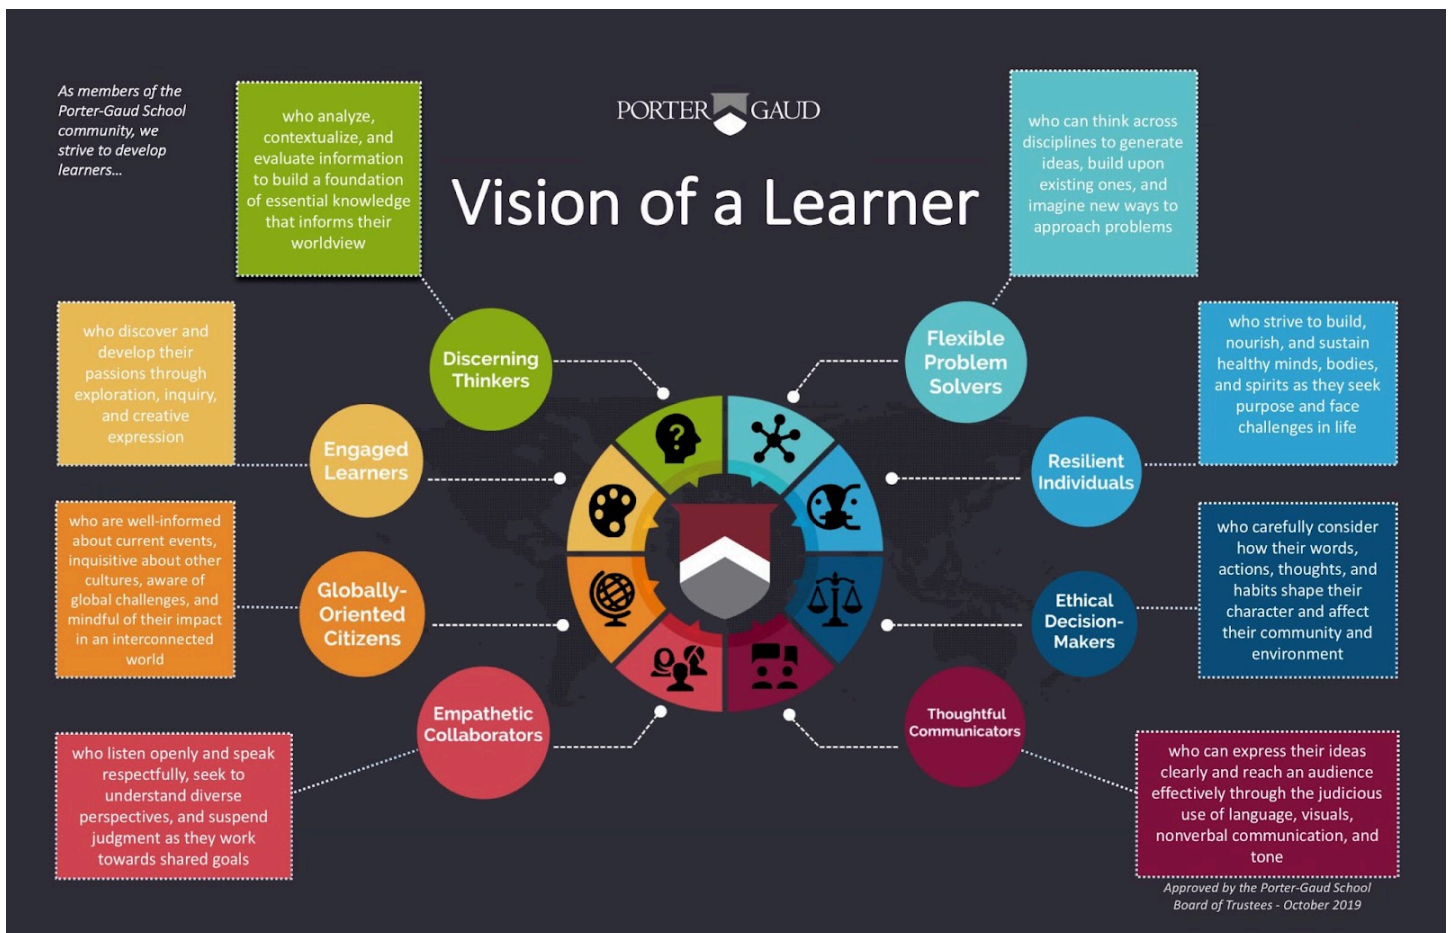 As members of the
Porter-Gaud School
community, we
strive to develop
learners...
PORTER GAUD
Vision of a Learner
who analyze,
contextualize, and
evaluate information
to build a foundation
of essential knowledge
that informs their
worldview
Discerning
Thinkers
who can think across
disciplines to generate
ideas, build upon
existing ones, and
imagine new ways to
approach problems
Flexible
Problem
Solvers
who discover and
develop their
passions through
exploration, inquiry,
and creative
expression
Engaged
Learners
who strive to build,
nourish, and sustain
healthy minds, bodies,
and spirits as they seek
purpose and face
challenges in life
Resilient
Individuals
who are well-informed
about current events,
inquisitive about other
cultures, aware of
global challenges, and
mindful of their impact
in an interconnected
world
Globally-
Oriented
Citizens
who carefully consider
how their words,
actions, thoughts, and
habits shape their
character and affect
their community and
environment
Ethical
Decision-
Makers
Empathetic
Collaborators
who listen openly and speak
respectfully, seek to
understand diverse
perspectives, and suspend
judgment as they work
towards shared goals
Thoughtful
Communicators
who can express their ideas
clearly and reach an audience
effectively through the judicious
use of language, visuals,
nonverbal communication, and
tone
?
Approved by the Porter-Gaud School
Board of Trustees - October 2019